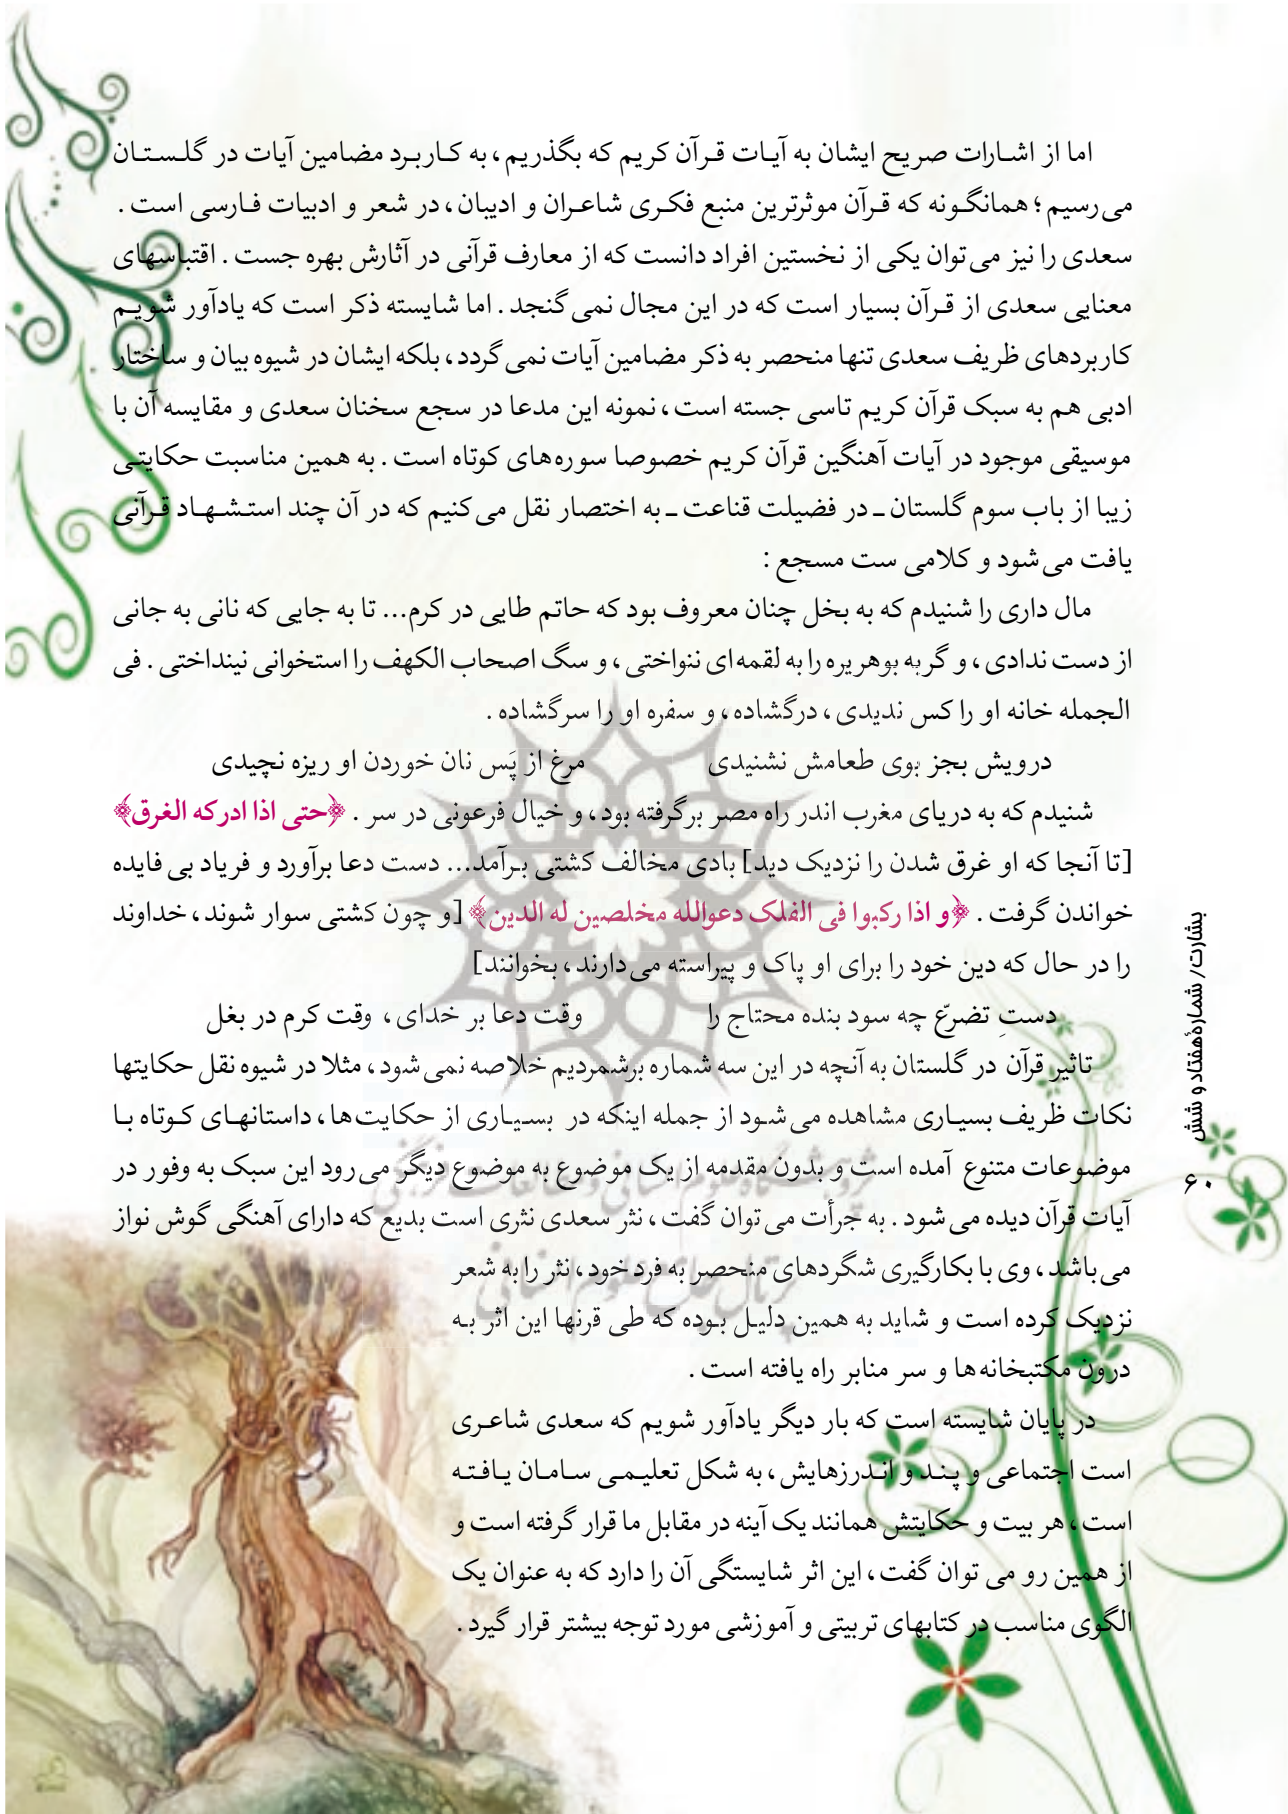 اما از اشارات صریح ایشان به آیات قرآن کریم که بگذریم، به کاربرد مضامین آیات در گلستان
می‌رسیم؛ همانگونه که قرآن موثرترین منبع فکری شاعران و ادیبان، در شعر و ادبیات فارسی است.
سعدی را نیز می‌توان یکی از نخستین افراد دانست که از معارف قرآنی در آثارش بهره جست. اقتباسهای
معنایی سعدی از قرآن بسیار است که در این مجال نمی‌گنجد. اما شایسته ذکر است که یادآور شویم
کاربردهای ظریف سعدی تنها منحصر به ذکر مضامین آیات نمی‌گردد، بلکه ایشان در شیوه بیان و ساختار
ادبی هم به سبک قرآن کریم تاسی جسته است، نمونه این مدعا در سجع سخنان سعدی و مقایسه آن با
موسیقی موجود در آیات آهنگین قرآن کریم خصوصا سوره‌های کوتاه است. به همین مناسبت حکایتی
زیبا از باب سوم گلستان ـ در فضیلت قناعت ـ به اختصار نقل می‌کنیم که در آن چند استشهاد قرآنی
یافت می‌شود و کلامی ست مسجع:
مال داری را شنیدم که به بخل چنان معروف بود که حاتم طایی در کرم... تا به جایی که نانی به جانی
از دست ندادی، و گربه بوهریره را به لقمه‌ای ننواختی، و سگ اصحاب الکهف را استخوانی نینداختی. فی
الجمله خانه او را کس ندیدی، درگشاده، و سفره او را سرگشاده.
درویش بجز بوی طعامش نشنیدی مرغ از پَس نان خوردن او ریزه نچیدی
شنیدم که به دریای مغرب اندر راه مصر برگرفته بود، و خیال فرعونی در سر. ﴿حتی اذا ادرکه الغرق﴾
[تا آنجا که او غرق شدن را نزدیک دید] بادی مخالف کشتی برآمد... دست دعا برآورد و فریاد بی فایده
خواندن گرفت. ﴿و اذا رکبوا فی الفلک دعوالله مخلصین له الدین﴾ [و چون کشتی سوار شوند، خداوند
را در حال که دین خود را برای او پاک و پیراسته می‌دارند، بخوانند]
دستِ تضرّع چه سود بنده محتاج را وقت دعا بر خدای، وقت کرم در بغل
تاثیر قرآن در گلستان به آنچه در این سه شماره برشمردیم خلاصه نمی‌شود، مثلا در شیوه نقل حکایتها
نکات ظریف بسیاری مشاهده می‌شود از جمله اینکه در بسیاری از حکایت‌ها، داستانهای کوتاه با
موضوعات متنوع آمده است و بدون مقدمه از یک موضوع به موضوع دیگر می‌رود این سبک به وفور در
آیات قرآن دیده می‌شود. به جرأت می‌توان گفت، نثر سعدی نثری است بدیع که دارای آهنگی گوش نواز
می‌باشد، وی با بکارگیری شگردهای منحصر به فرد خود، نثر را به شعر
نزدیک کرده است و شاید به همین دلیل بوده که طی قرنها این اثر به
درون مکتبخانه‌ها و سر منابر راه یافته است.
در پایان شایسته است که بار دیگر یادآور شویم که سعدی شاعری
است اجتماعی و پند و اندرزهایش، به شکل تعلیمی سامان یافته
است، هر بیت و حکایتش همانند یک آینه در مقابل ما قرار گرفته است و
از همین رو می توان گفت، این اثر شایستگی آن را دارد که به عنوان یک
الگوی مناسب در کتابهای تربیتی و آموزشی مورد توجه بیشتر قرار گیرد.
بشارت/ شمارهٔ هفتاد و شش
۶۰
پژوهشگاه علوم انسانی و مطالعات فرهنگی
پرتال جامع علوم انسانی